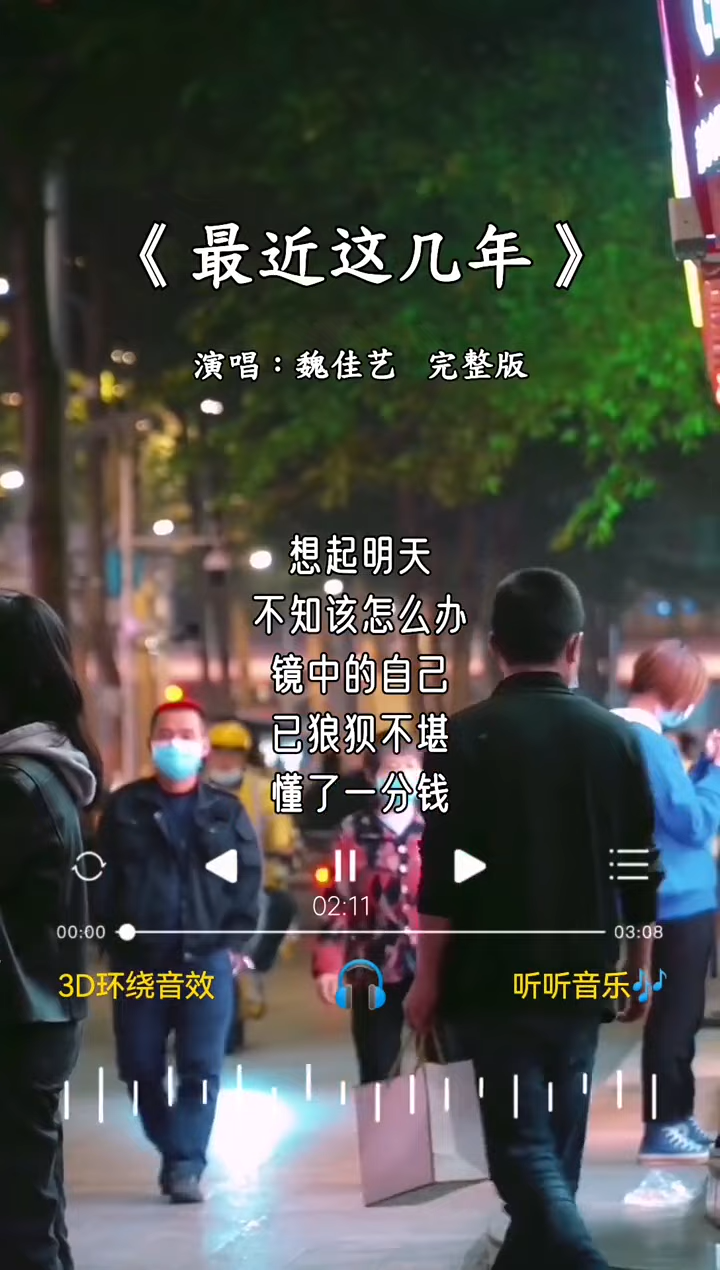 《最近这几年》
演唱：魏佳艺 完整版
想起明天
不知该怎么办
镜中的自己
已狼狈不堪
懂了一分钱
02:11
00:00 03:08
3D环绕音效 听听音乐